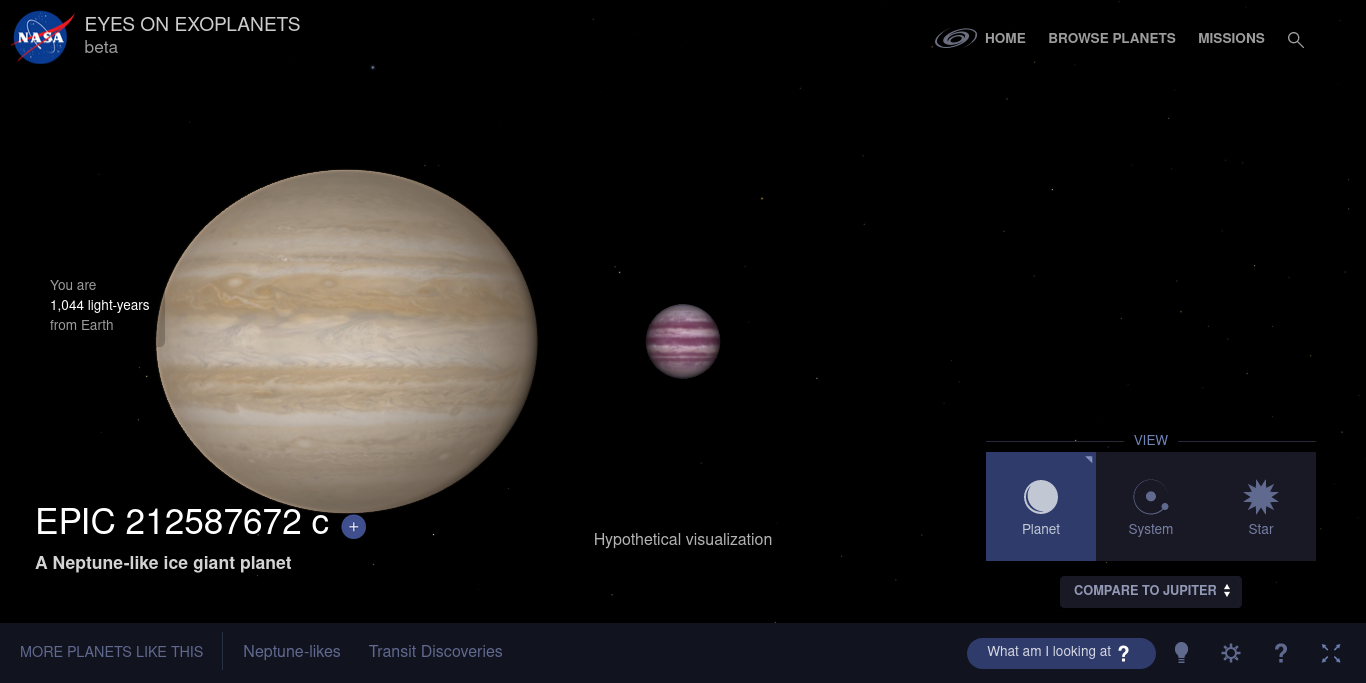 NASA
EYES ON EXOPLANETS
beta
HOME
BROWSE PLANETS
MISSIONS
You are
1,044 light-years
from Earth
EPIC 212587672 c +
A Neptune-like ice giant planet
Hypothetical visualization
VIEW
Planet
System
Star
COMPARE TO JUPITER
MORE PLANETS LIKE THIS
Neptune-likes
Transit Discoveries
What am I looking at ?
?